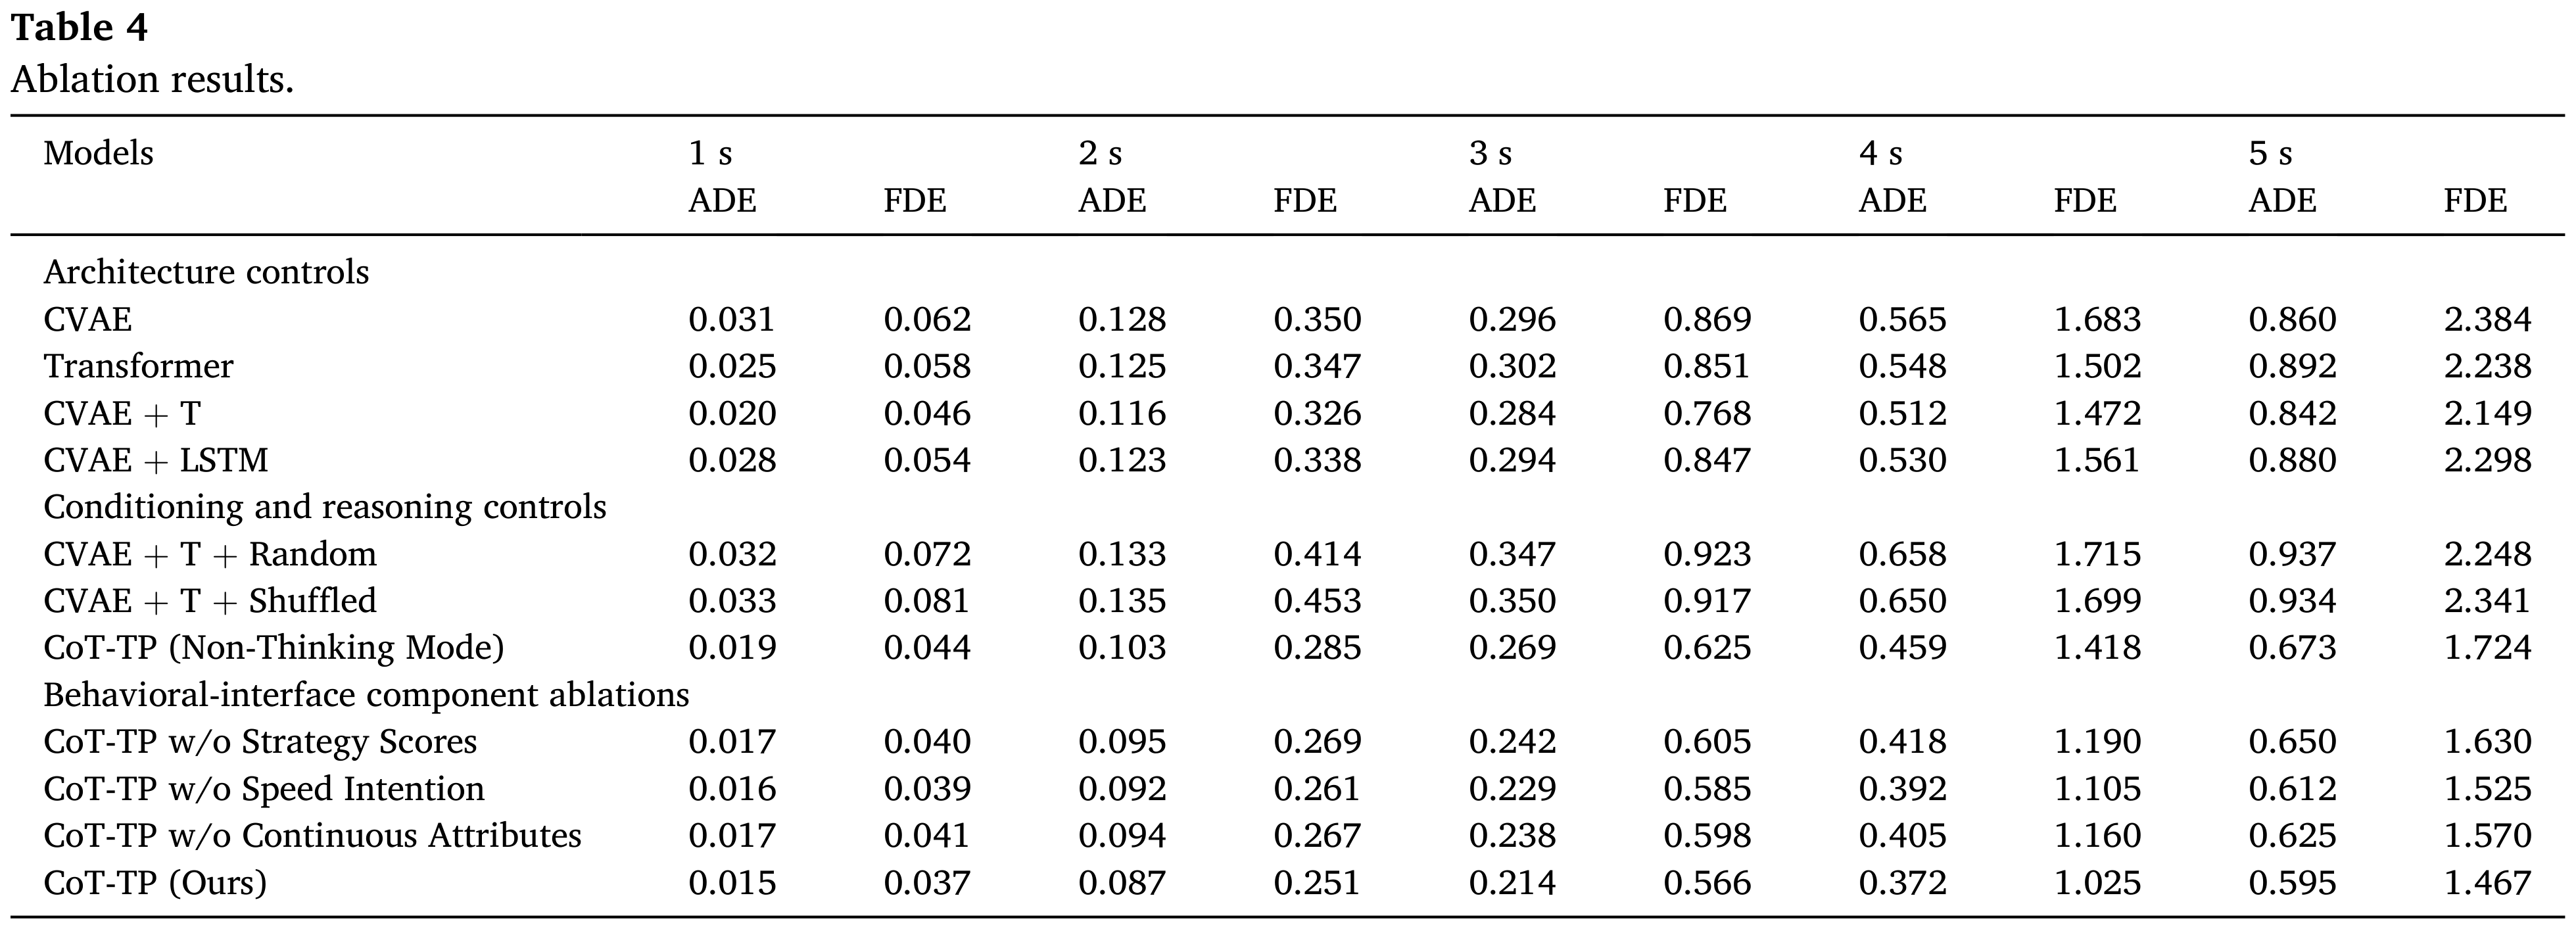 Table 4
Ablation results.
Models 1 s 2 s 3 s 4 s 5 s
ADE FDE ADE FDE ADE FDE ADE FDE ADE FDE
Architecture controls
CVAE 0.031 0.062 0.128 0.350 0.296 0.869 0.565 1.683 0.860 2.384
Transformer 0.025 0.058 0.125 0.347 0.302 0.851 0.548 1.502 0.892 2.238
CVAE + T 0.020 0.046 0.116 0.326 0.284 0.768 0.512 1.472 0.842 2.149
CVAE + LSTM 0.028 0.054 0.123 0.338 0.294 0.847 0.530 1.561 0.880 2.298
Conditioning and reasoning controls
CVAE + T + Random 0.032 0.072 0.133 0.414 0.347 0.923 0.658 1.715 0.937 2.248
CVAE + T + Shuffled 0.033 0.081 0.135 0.453 0.350 0.917 0.650 1.699 0.934 2.341
CoT-TP (Non-Thinking Mode) 0.019 0.044 0.103 0.285 0.269 0.625 0.459 1.418 0.673 1.724
Behavioral-interface component ablations
CoT-TP w/o Strategy Scores 0.017 0.040 0.095 0.269 0.242 0.605 0.418 1.190 0.650 1.630
CoT-TP w/o Speed Intention 0.016 0.039 0.092 0.261 0.229 0.585 0.392 1.105 0.612 1.525
CoT-TP w/o Continuous Attributes 0.017 0.041 0.094 0.267 0.238 0.598 0.405 1.160 0.625 1.570
CoT-TP (Ours) 0.015 0.037 0.087 0.251 0.214 0.566 0.372 1.025 0.595 1.467